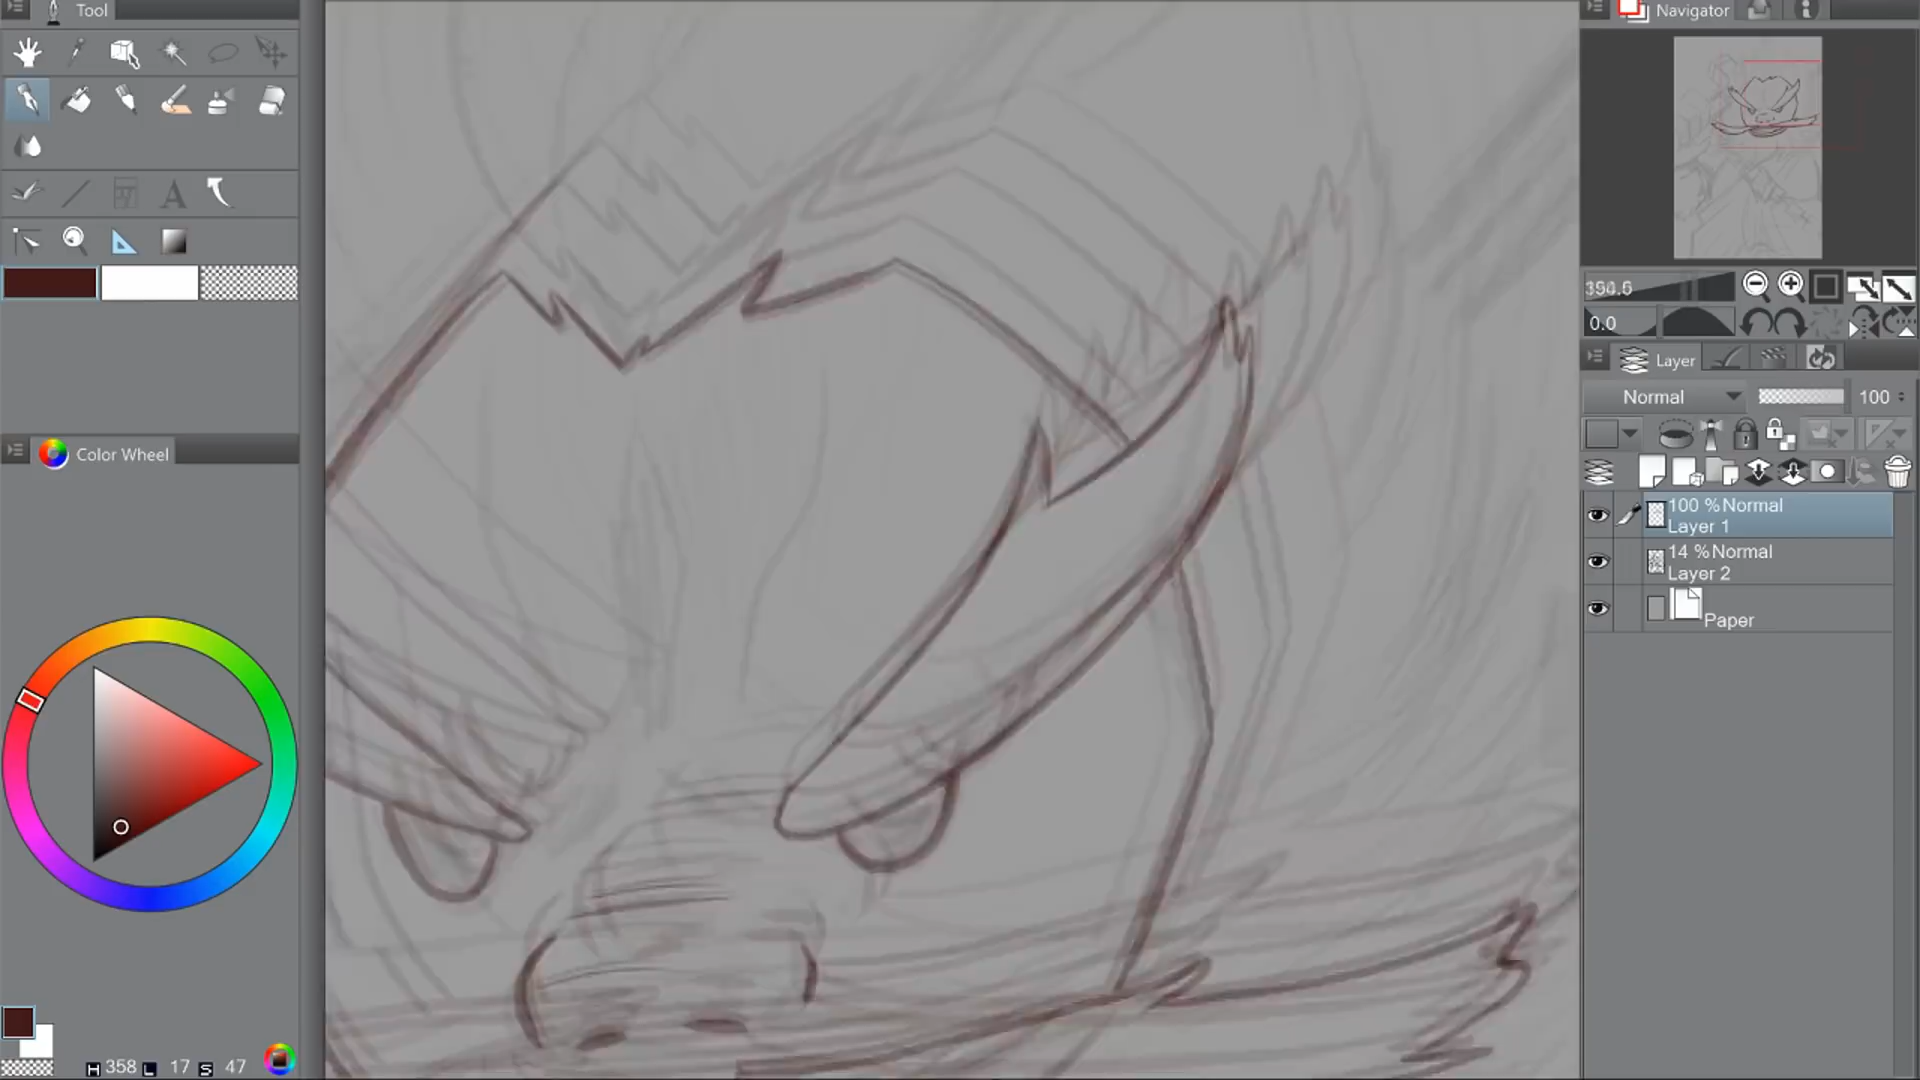 Tool
Navigator
394.6
0.0
Layer
Normal
100
100 %Normal
Layer 1
14 %Normal
Layer 2
Paper
Color Wheel
H 358 L 17 S 47